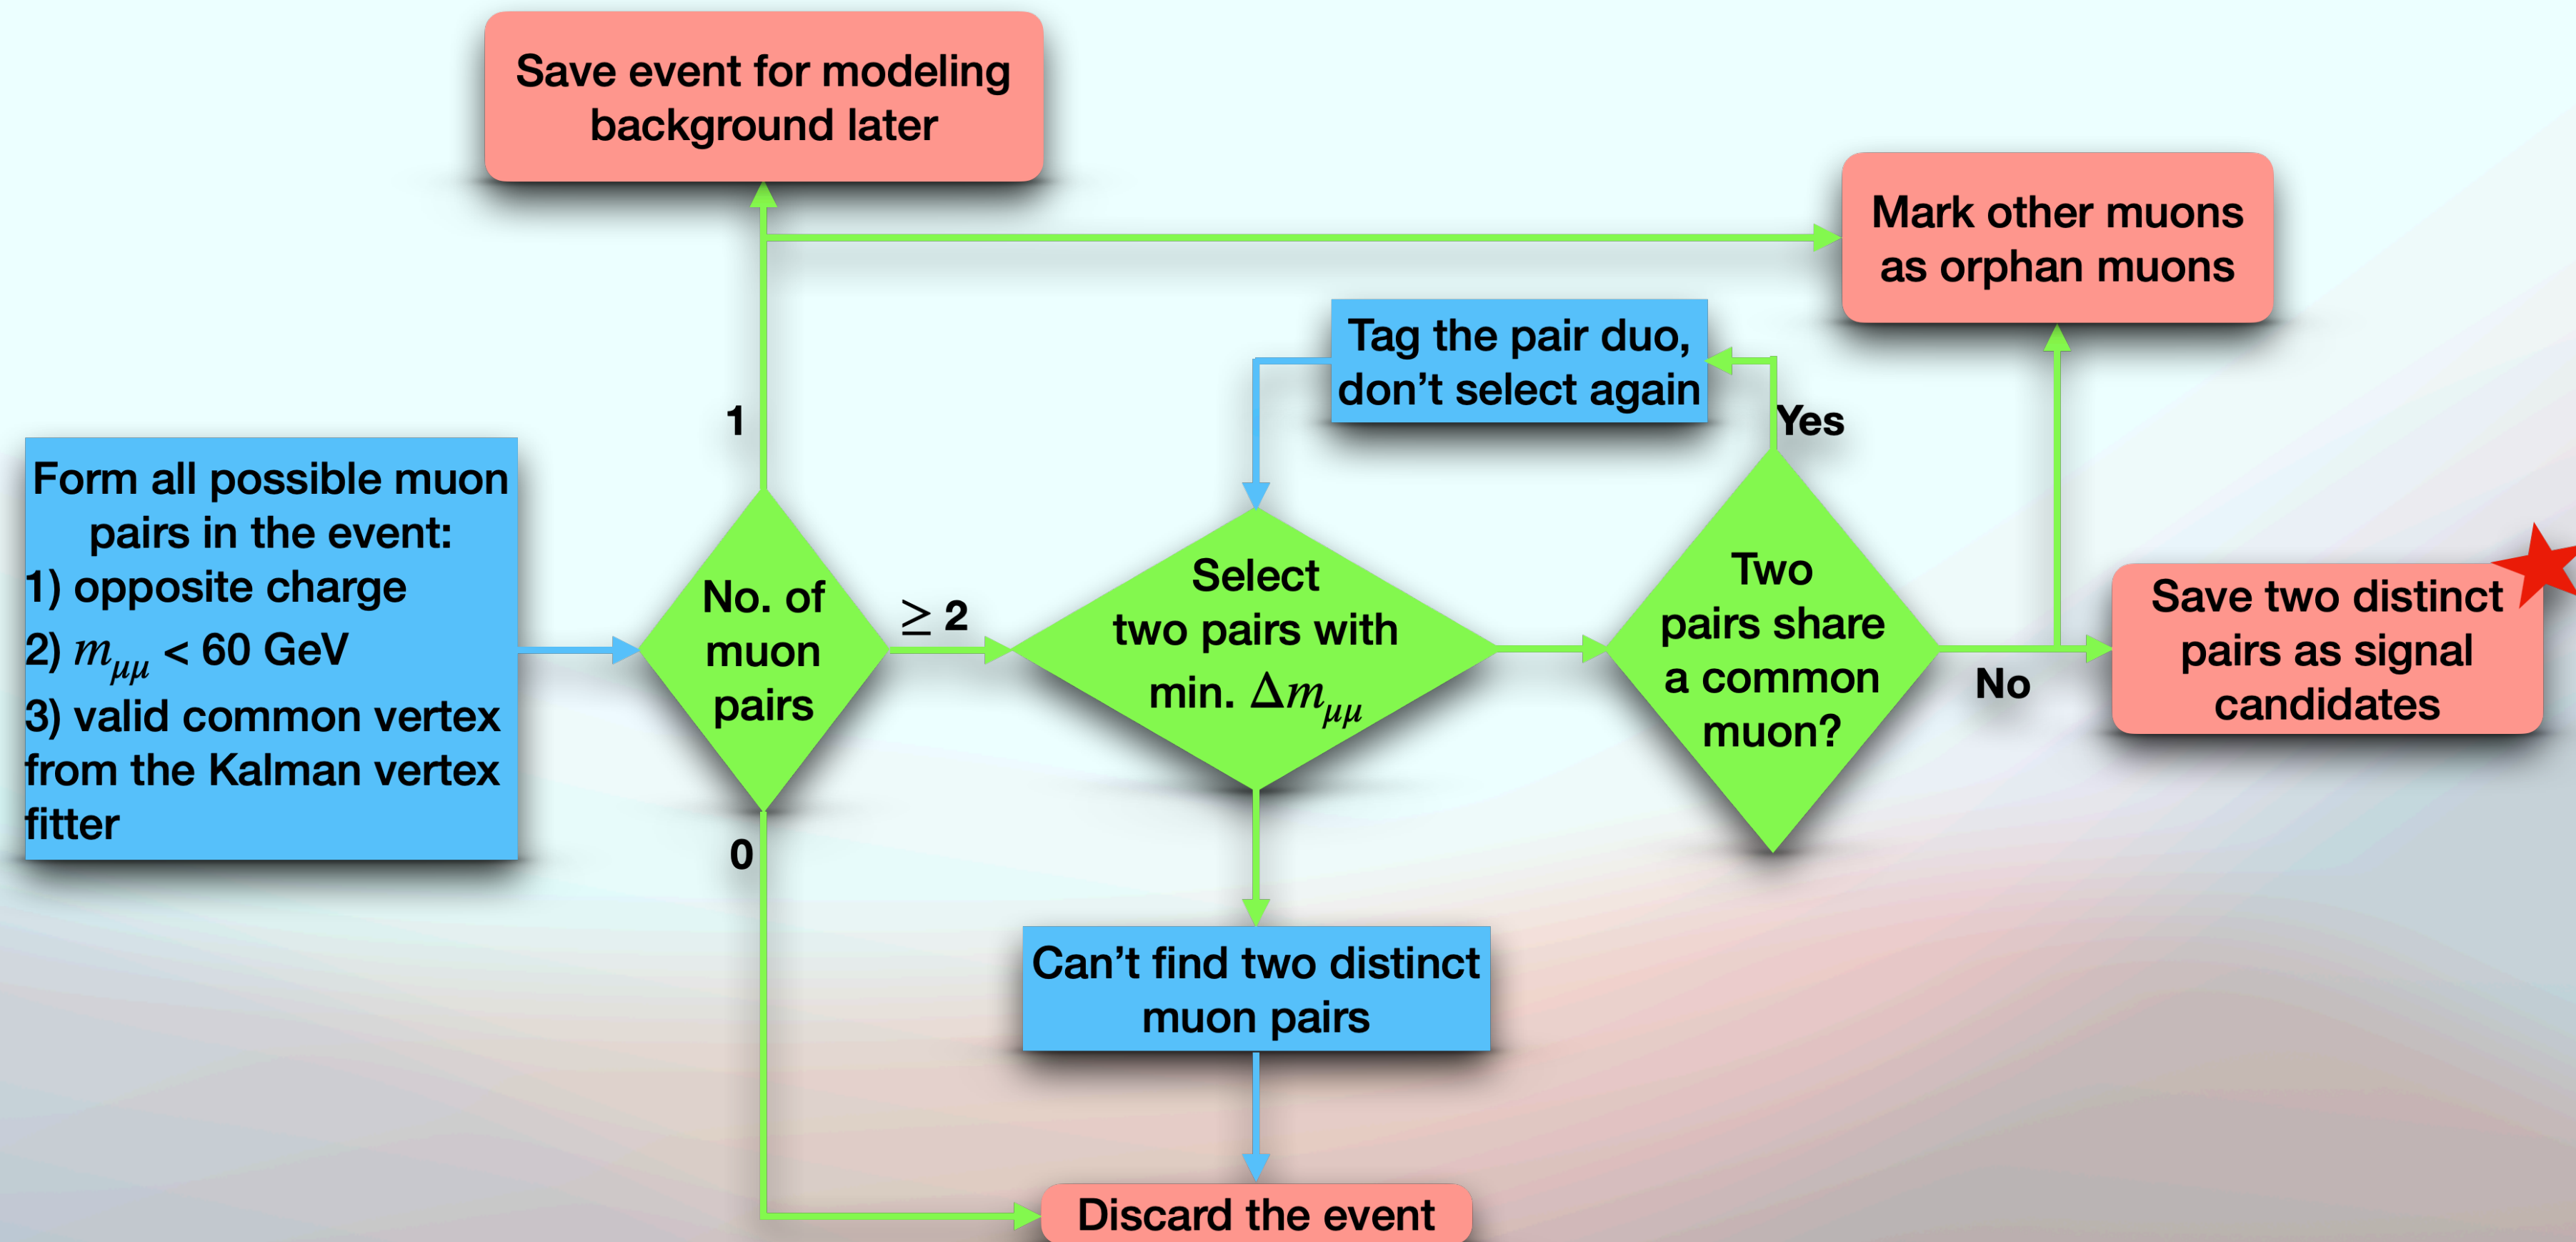 Save event for modeling
background later
Mark other muons
as orphan muons
Tag the pair duo,
don’t select again
1
Yes
Form all possible muon
pairs in the event:
1) opposite charge
2) m_μμ < 60 GeV
3) valid common vertex
from the Kalman vertex
fitter
No. of
muon
pairs
≥ 2
Select
two pairs with
min. Δm_μμ
Two
pairs share
a common
muon?
No
Save two distinct
pairs as signal
candidates
0
Can’t find two distinct
muon pairs
Discard the event